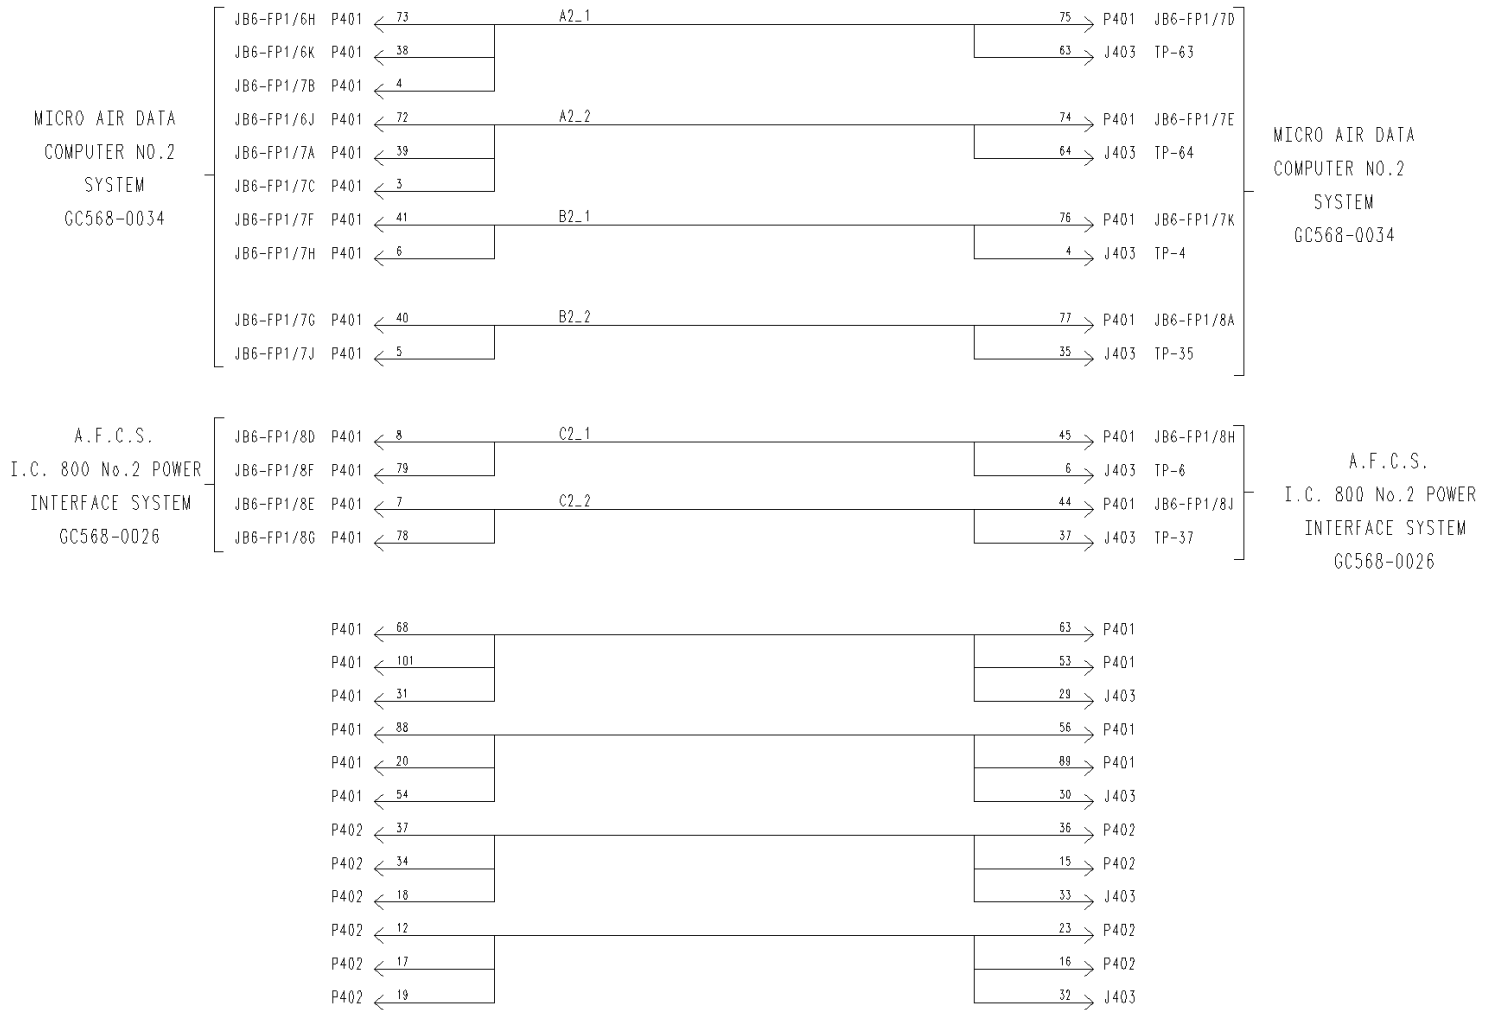 JB6-FP1/6H P401 73 A2_1 75 P401 JB6-FP1/7D
JB6-FP1/6K P401 38 63 J403 TP-63
JB6-FP1/7B P401 4
JB6-FP1/6J P401 72 A2_2 74 P401 JB6-FP1/7E
JB6-FP1/7A P401 39 64 J403 TP-64
JB6-FP1/7C P401 3
JB6-FP1/7F P401 41 B2_1 76 P401 JB6-FP1/7K
JB6-FP1/7H P401 6 4 J403 TP-4
JB6-FP1/7G P401 40 B2_2 77 P401 JB6-FP1/8A
JB6-FP1/7J P401 5 35 J403 TP-35
MICRO AIR DATA
COMPUTER NO.2
SYSTEM
GC568-0034
MICRO AIR DATA
COMPUTER NO.2
SYSTEM
GC568-0034
JB6-FP1/8D P401 8 C2_1 45 P401 JB6-FP1/8H
JB6-FP1/8F P401 79 6 J403 TP-6
JB6-FP1/8E P401 7 C2_2 44 P401 JB6-FP1/8J
JB6-FP1/8G P401 78 37 J403 TP-37
A.F.C.S.
I.C. 800 No.2 POWER
INTERFACE SYSTEM
GC568-0026
A.F.C.S.
I.C. 800 No.2 POWER
INTERFACE SYSTEM
GC568-0026
P401 68 63 P401
P401 101 53 P401
P401 31 29 J403
P401 88 56 P401
P401 20 89 P401
P401 54 30 J403
P402 37 36 P402
P402 34 15 P402
P402 18 33 J403
P402 12 23 P402
P402 17 16 P402
P402 19 32 J403